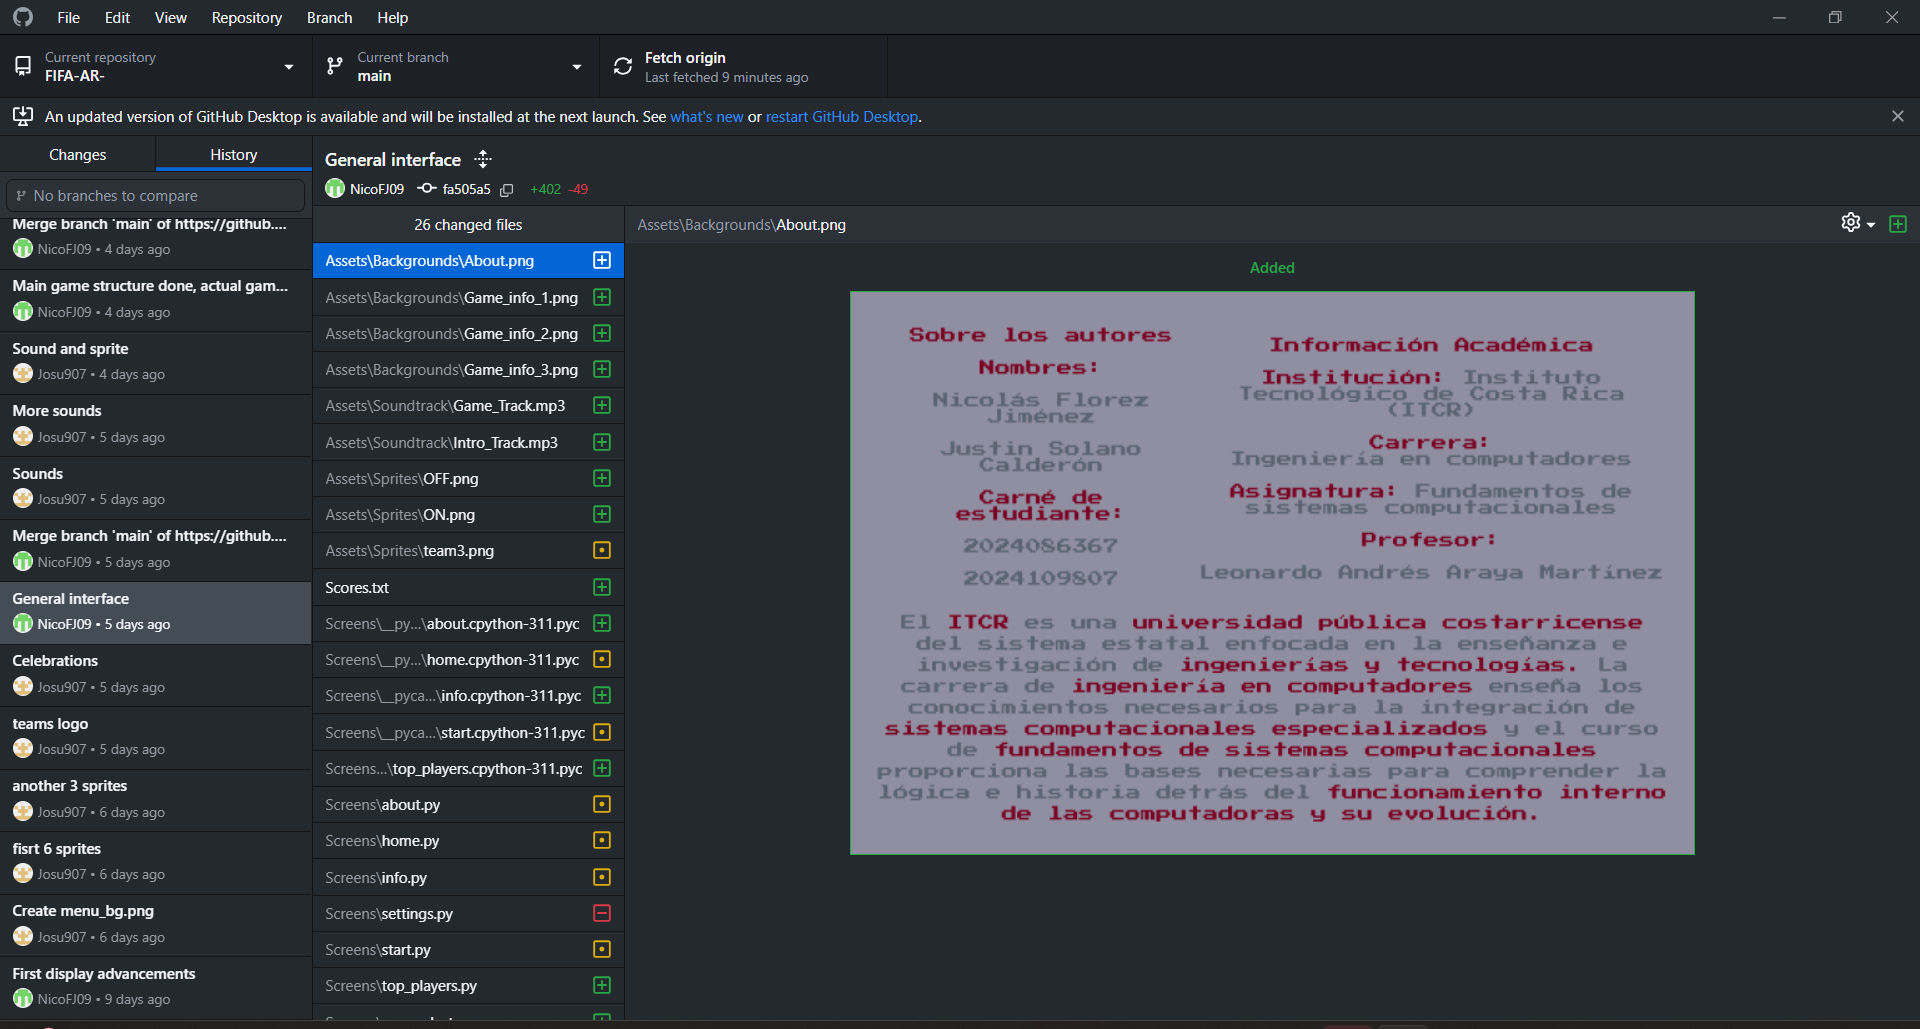 File Edit View Repository Branch Help
Current repository
FIFA-AR-
Current branch
main
Fetch origin
Last fetched 9 minutes ago
An updated version of GitHub Desktop is available and will be installed at the next launch. See what's new or restart GitHub Desktop.
Changes
History
No branches to compare
Merge branch 'main' of https://github....
NicoFJ09 • 4 days ago
Main game structure done, actual gam...
NicoFJ09 • 4 days ago
Sound and sprite
Josu907 • 4 days ago
More sounds
Josu907 • 5 days ago
Sounds
Josu907 • 5 days ago
Merge branch 'main' of https://github....
NicoFJ09 • 5 days ago
General interface
NicoFJ09 • 5 days ago
Celebrations
Josu907 • 5 days ago
teams logo
Josu907 • 5 days ago
another 3 sprites
Josu907 • 6 days ago
fisrt 6 sprites
Josu907 • 6 days ago
Create menu_bg.png
Josu907 • 6 days ago
First display advancements
NicoFJ09 • 9 days ago
General interface
NicoFJ09 fa505a5 +402 -49
26 changed files
Assets\Backgrounds\About.png
Assets\Backgrounds\Game_info_1.png
Assets\Backgrounds\Game_info_2.png
Assets\Backgrounds\Game_info_3.png
Assets\Soundtrack\Game_Track.mp3
Assets\Soundtrack\Intro_Track.mp3
Assets\Sprites\OFF.png
Assets\Sprites\ON.png
Assets\Sprites\team3.png
Scores.txt
Screens\__py...\about.cpython-311.pyc
Screens\__py...\home.cpython-311.pyc
Screens\__pyca...\info.cpython-311.pyc
Screens\__pyca...\start.cpython-311.pyc
Screens...\top_players.cpython-311.pyc
Screens\about.py
Screens\home.py
Screens\info.py
Screens\settings.py
Screens\start.py
Screens\top_players.py
Assets\Backgrounds\About.png
Added
Sobre los autores
Nombres:
Nicolás Florez
Jiménez
Justin Solano
Calderón
Carné de
estudiante:
2024086367
2024109807
Información Académica
Institución: Instituto
Tecnológico de Costa Rica
(ITCR)
Carrera:
Ingeniería en computadores
Asignatura: Fundamentos de
sistemas computacionales
Profesor:
Leonardo Andrés Araya Martínez
El ITCR es una universidad pública costarricense
del sistema estatal enfocada en la enseñanza e
investigación de ingenierías y tecnologías. La
carrera de ingeniería en computadores enseña los
conocimientos necesarios para la integración de
sistemas computacionales especializados y el curso
de fundamentos de sistemas computacionales
proporciona las bases necesarias para comprender la
lógica e historia detrás del funcionamiento interno
de las computadoras y su evolución.